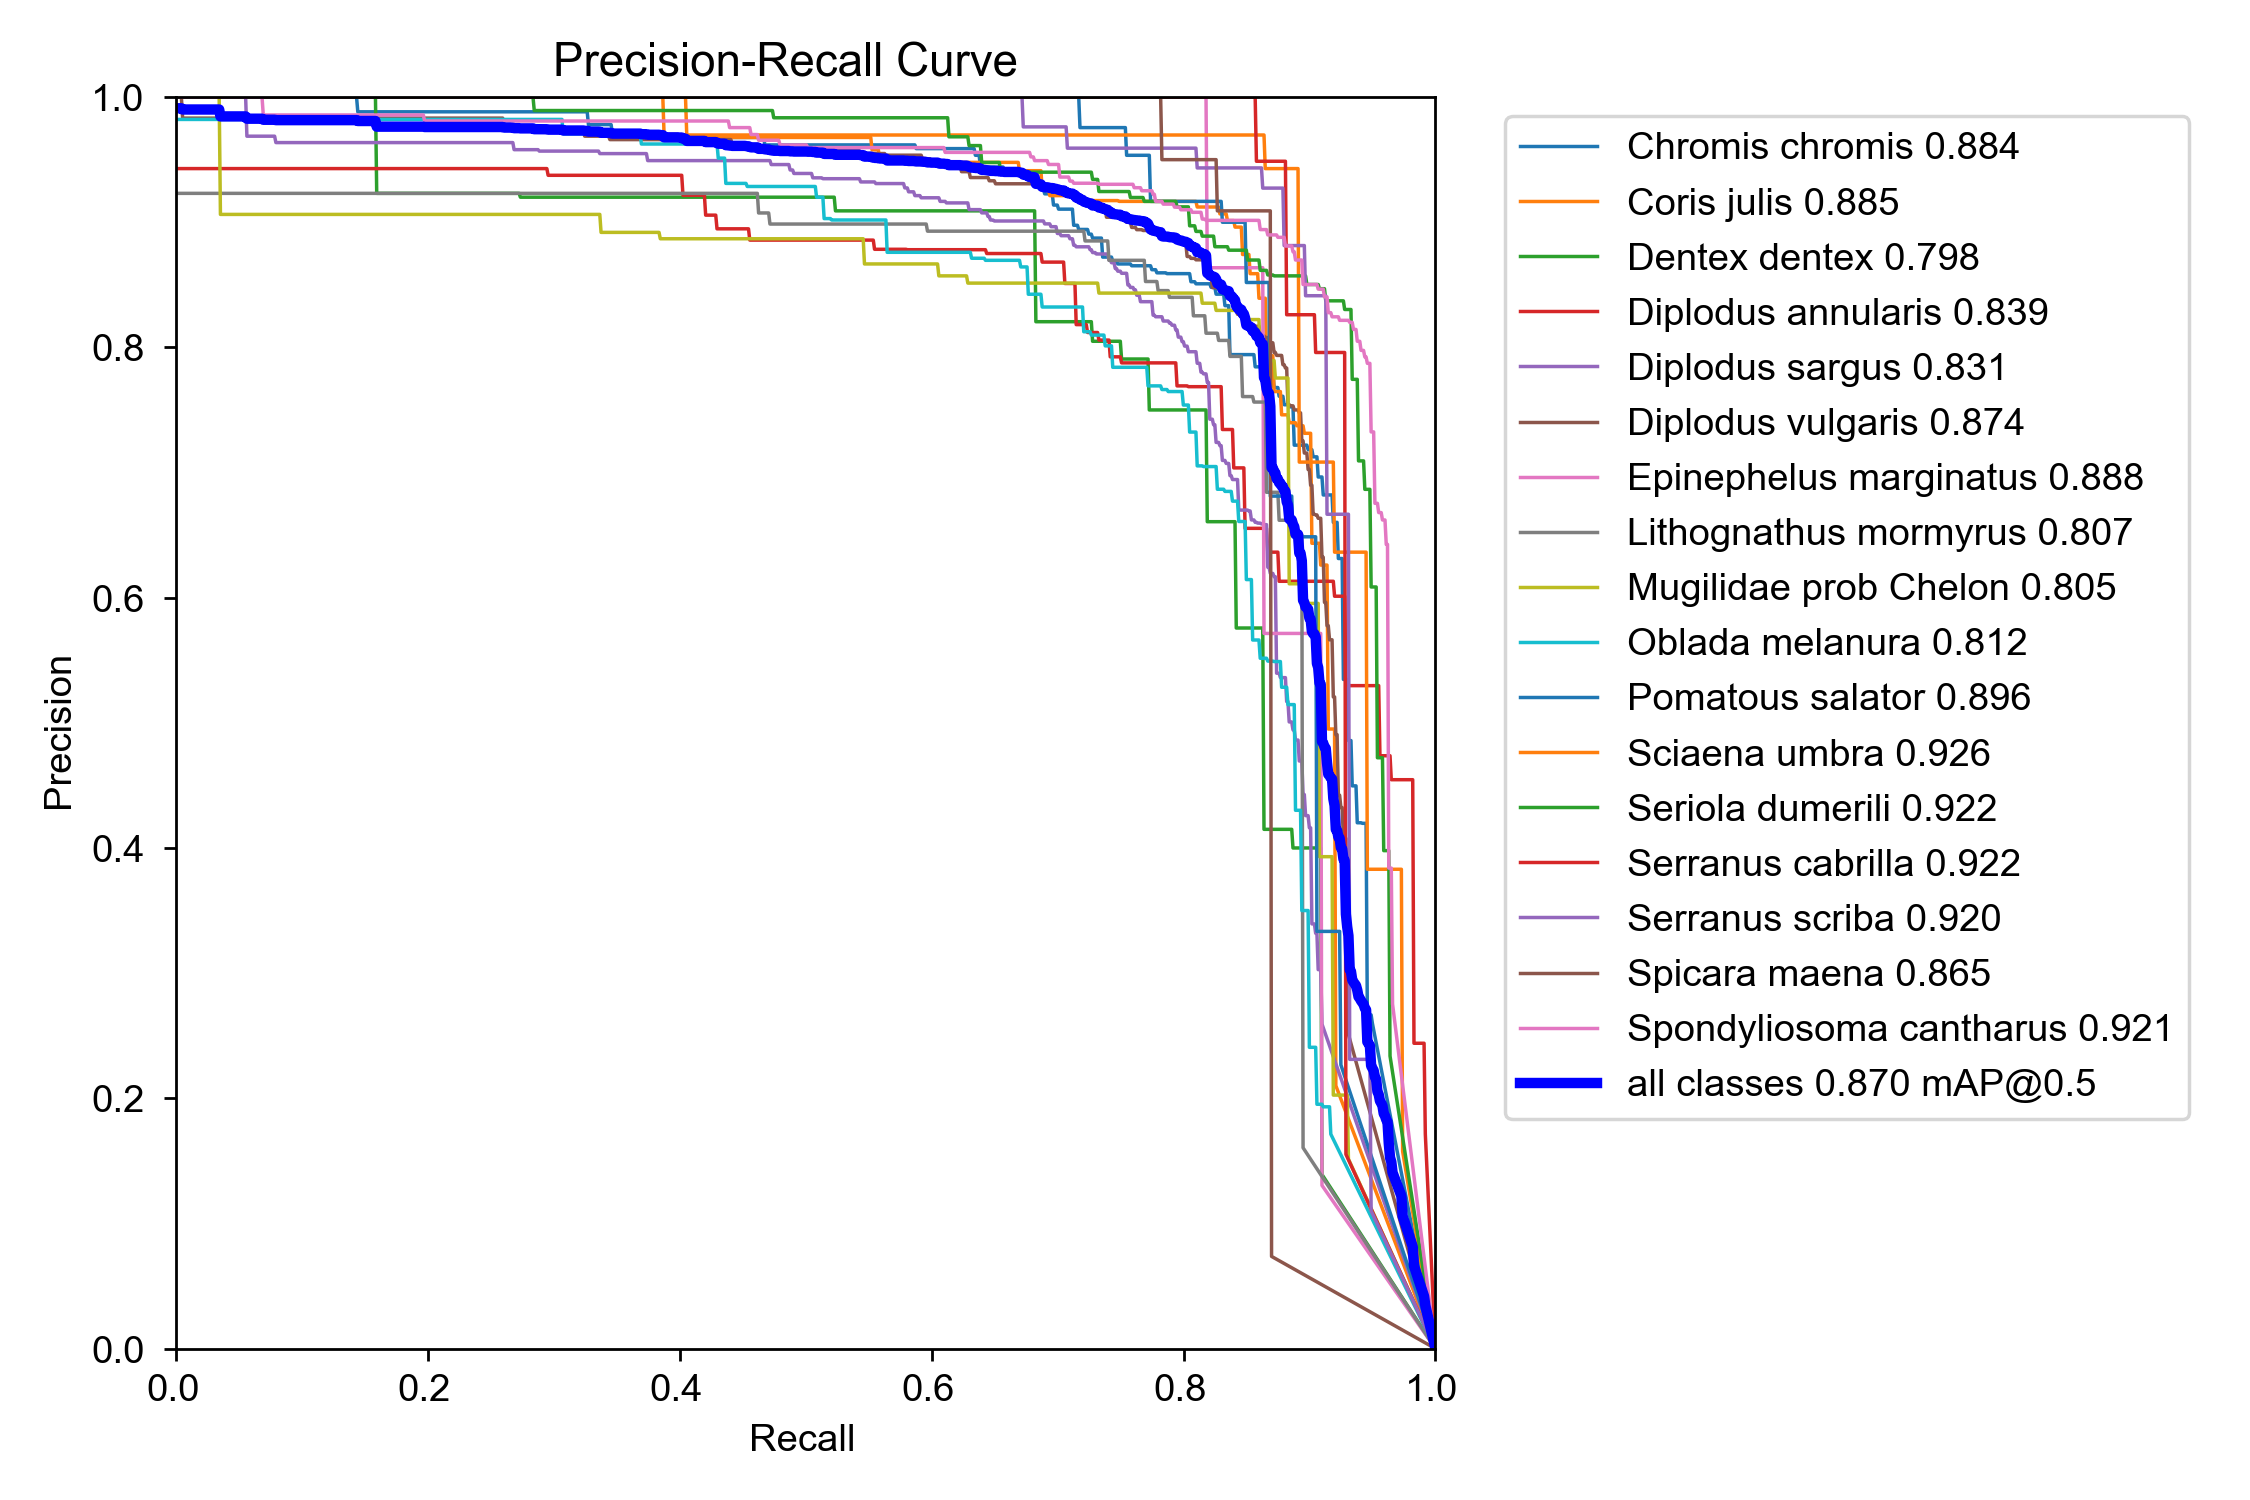 Precision-Recall Curve
1.0
0.8
0.6
0.4
0.2
0.0
Precision
0.0 0.2 0.4 0.6 0.8 1.0
Recall
Chromis chromis 0.884
Coris julis 0.885
Dentex dentex 0.798
Diplodus annularis 0.839
Diplodus sargus 0.831
Diplodus vulgaris 0.874
Epinephelus marginatus 0.888
Lithognathus mormyrus 0.807
Mugilidae prob Chelon 0.805
Oblada melanura 0.812
Pomatous salator 0.896
Sciaena umbra 0.926
Seriola dumerili 0.922
Serranus cabrilla 0.922
Serranus scriba 0.920
Spicara maena 0.865
Spondyliosoma cantharus 0.921
all classes 0.870 mAP@0.5